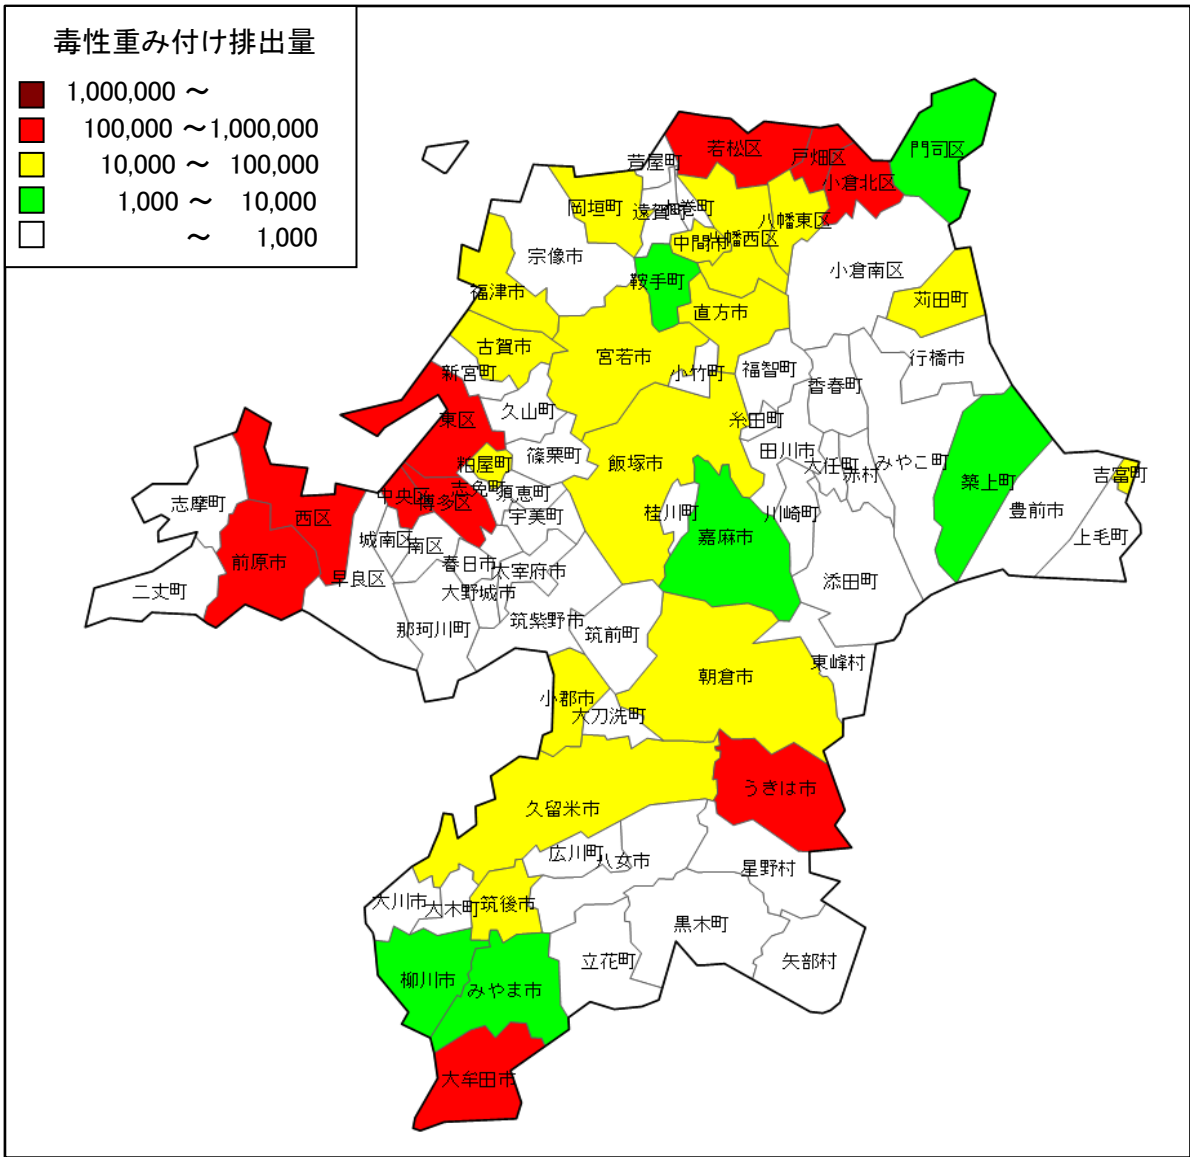 毒性重み付け排出量
1,000,000 ～
100,000 ～1,000,000
10,000 ～ 100,000
1,000 ～ 10,000
～ 1,000
門司区
若松区
戸畑区
小倉北区
芦屋町
岡垣町
遠賀町
水巻町
八幡東区
中間市
八幡西区
宗像市
小倉南区
鞍手町
福津市
苅田町
直方市
古賀市
宮若市
行橋市
新宮町
小竹町
福智町
香春町
久山町
東区
糸田町
篠栗町
粕屋町
飯塚市
田川市
大任町
赤村
みやこ町
吉富町
志免町
須恵町
中央区
博多区
築上町
志摩町
西区
宇美町
桂川町
川崎町
豊前市
城南区
南区
嘉麻市
上毛町
前原市
春日市
太宰府市
早良区
添田町
二丈町
大野城市
筑紫野市
那珂川町
筑前町
東峰村
朝倉市
小郡市
大刀洗町
うきは市
久留米市
広川町
八女市
星野村
大川市
大木町
筑後市
黒木町
立花町
矢部村
柳川市
みやま市
大牟田市